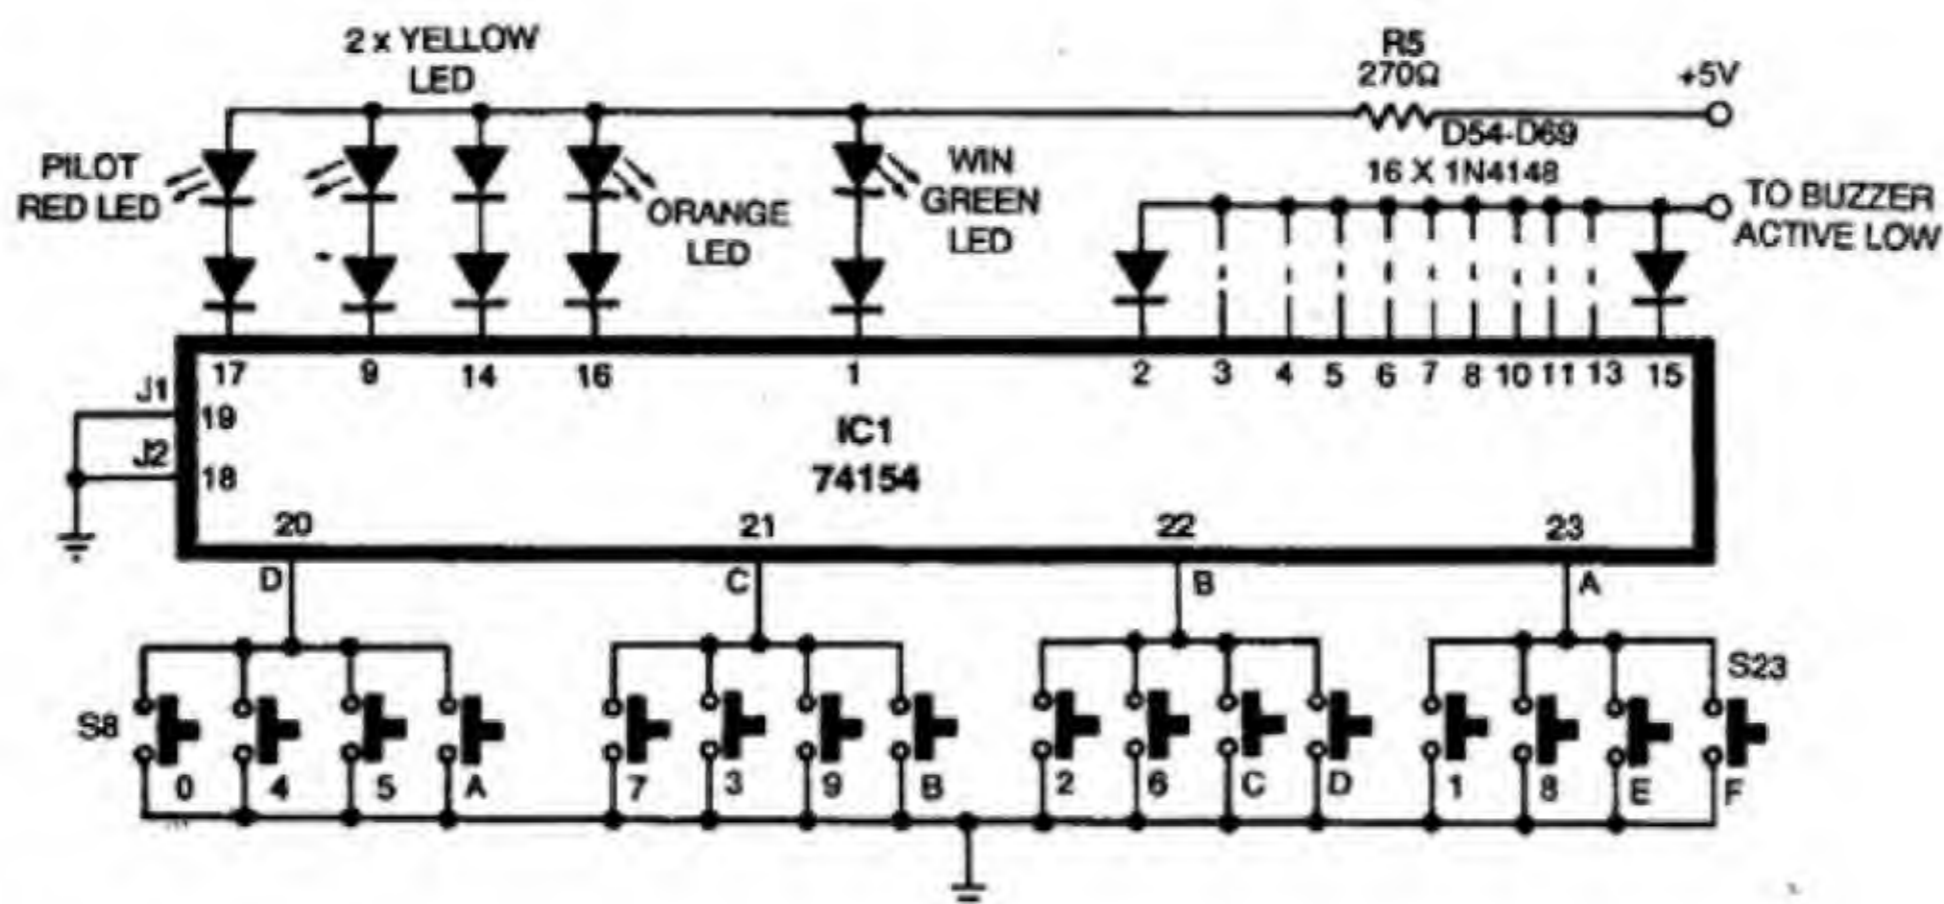 2 x YELLOW
LED
R5
270Ω
+5V
D54-D69
16 X 1N4148
PILOT
RED LED
ORANGE
LED
WIN
GREEN
LED
TO BUZZER
ACTIVE LOW
17 9 14 16 1 2 3 4 5 6 7 8 10 11 13 15
J1
19
J2
18
IC1
74154
20 21 22 23
D C B A
S8
S23
0 4 5 A 7 3 9 B 2 6 C D 1 8 E F